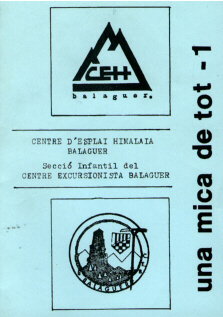 CEH
balaguer.
CENTRE D'ESPLAI HIMALAIA
BALAGUER
Secció Infantil del
CENTRE EXCURSIONISTA BALAGUER
BALAGUER
una mica de tot - 1